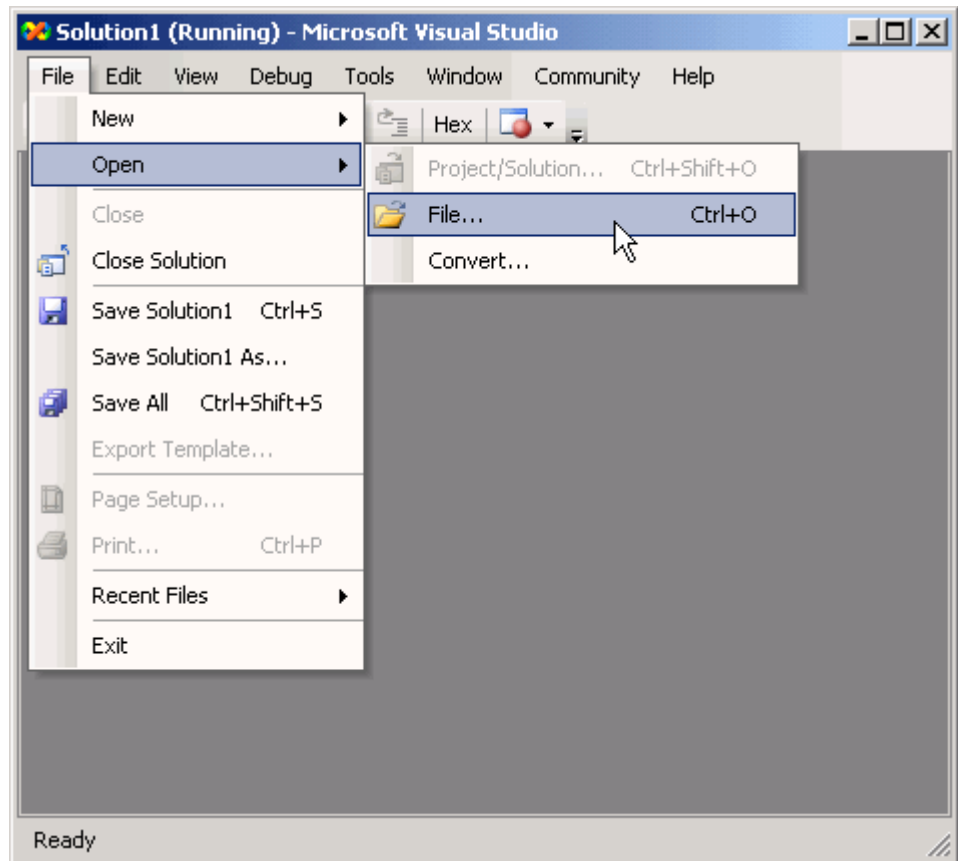 Solution1 (Running) - Microsoft Visual Studio
File Edit View Debug Tools Window Community Help
New
Hex
Open
Project/Solution... Ctrl+Shift+O
Close
File... Ctrl+O
Close Solution
Convert...
Save Solution1 Ctrl+S
Save Solution1 As...
Save All Ctrl+Shift+S
Export Template...
Page Setup...
Print... Ctrl+P
Recent Files
Exit
Ready